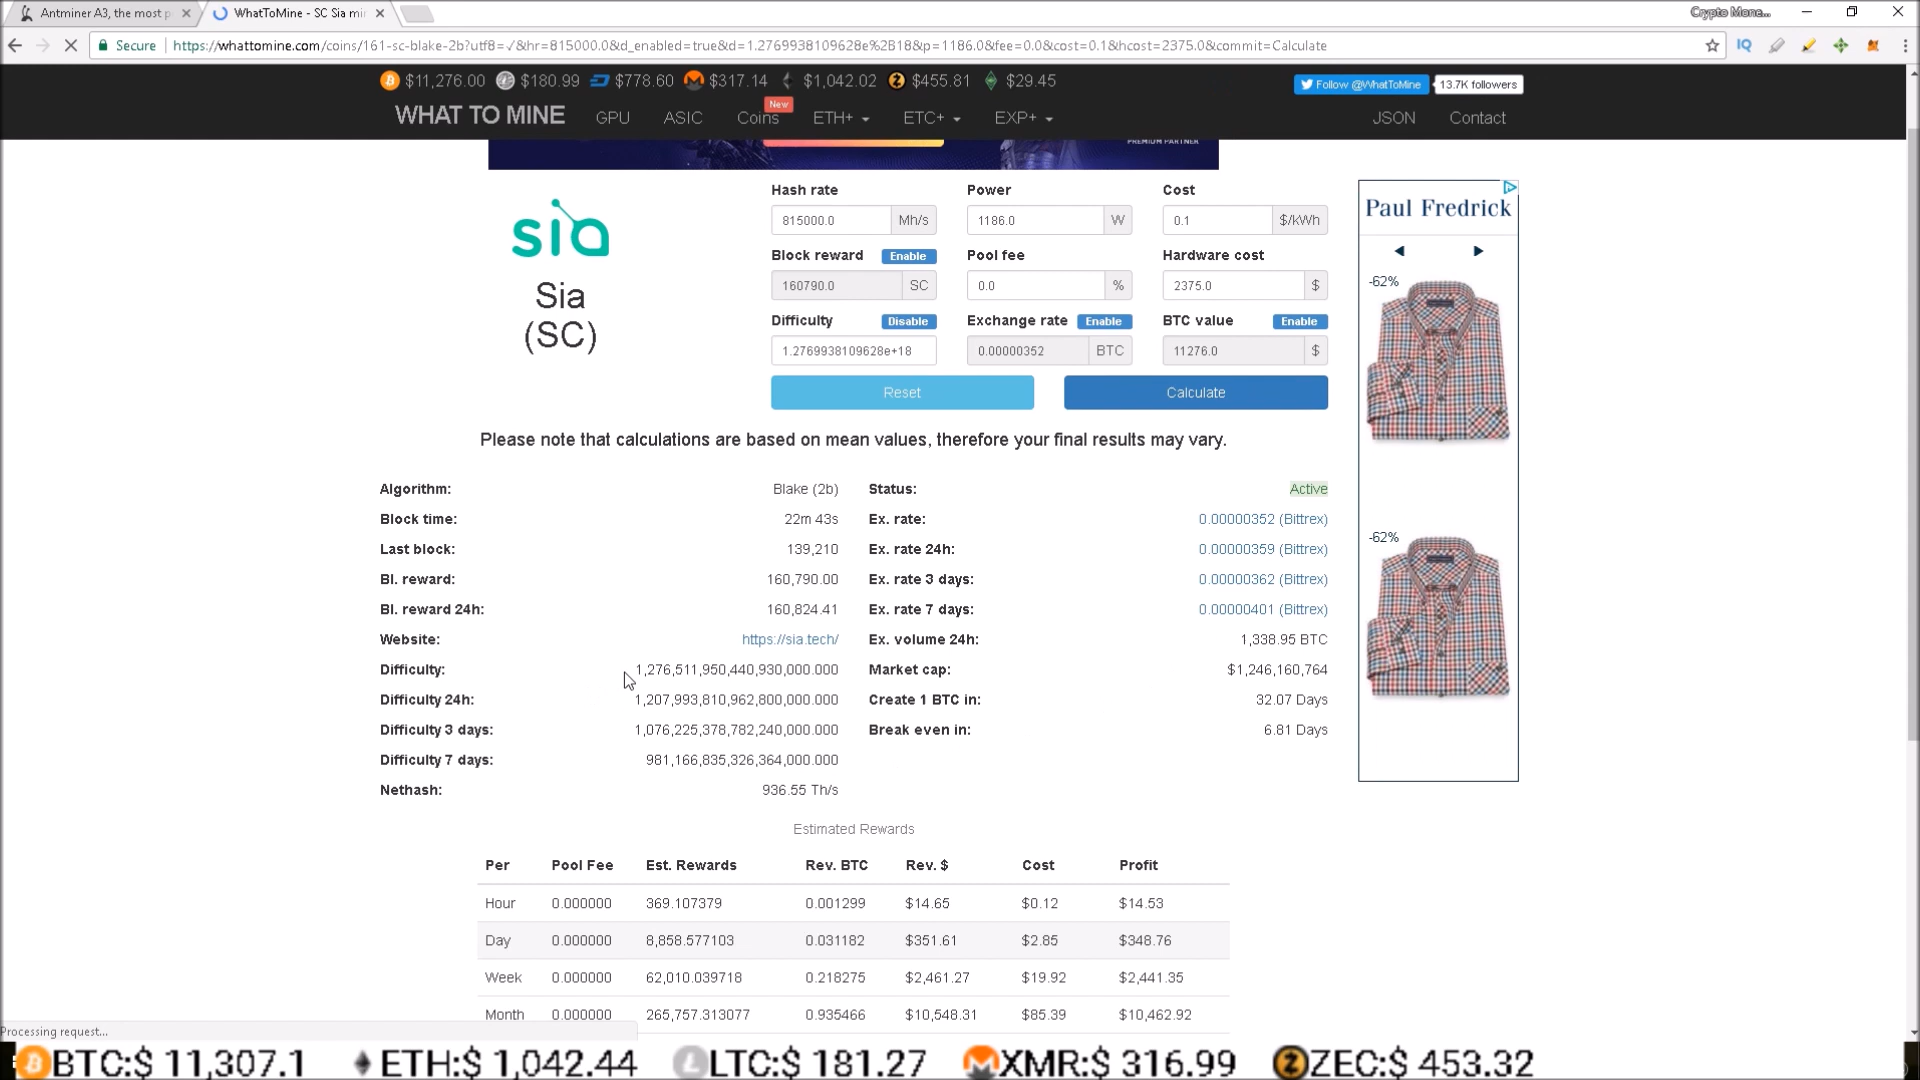 Antminer A3, the most p
WhatToMine - SC Sia mi
Crypto Mone...
Secure
https://whattomine.com/coins/161-sc-blake-2b?utf8=✓&hr=815000.0&d_enabled=true&d=1.2769938109628e%2B18&p=1186.0&fee=0.0&cost=0.1&hcost=2375.0&commit=Calculate
$11,276.00 $180.99 $778.60 $317.14 $1,042.02 $455.81 $29.45
Follow @WhatToMine 13.7K followers
New
WHAT TO MINE GPU ASIC Coins ETH+ ETC+ EXP+ JSON Contact
PREMIUM PARTNER
sia
Sia
(SC)
Hash rate Power Cost
815000.0 Mh/s 1186.0 W 0.1 $/kWh
Block reward Enable Pool fee Hardware cost
160790.0 SC 0.0 % 2375.0 $
Difficulty Disable Exchange rate Enable BTC value Enable
1.2769938109628e+18 0.00000352 BTC 11276.0 $
Reset Calculate
Paul Fredrick
-62%
-62%
Please note that calculations are based on mean values, therefore your final results may vary.
Algorithm: Blake (2b) Status: Active
Block time: 22m 43s Ex. rate: 0.00000352 (Bittrex)
Last block: 139,210 Ex. rate 24h: 0.00000359 (Bittrex)
Bl. reward: 160,790.00 Ex. rate 3 days: 0.00000362 (Bittrex)
Bl. reward 24h: 160,824.41 Ex. rate 7 days: 0.00000401 (Bittrex)
Website: https://sia.tech/ Ex. volume 24h: 1,338.95 BTC
Difficulty: 1,276,511,950,440,930,000.000 Market cap: $1,246,160,764
Difficulty 24h: 1,207,993,810,962,800,000.000 Create 1 BTC in: 32.07 Days
Difficulty 3 days: 1,076,225,378,782,240,000.000 Break even in: 6.81 Days
Difficulty 7 days: 981,166,835,326,364,000.000
Nethash: 936.55 Th/s
Estimated Rewards
Per Pool Fee Est. Rewards Rev. BTC Rev. $ Cost Profit
Hour 0.000000 369.107379 0.001299 $14.65 $0.12 $14.53
Day 0.000000 8,858.577103 0.031182 $351.61 $2.85 $348.76
Week 0.000000 62,010.039718 0.218275 $2,461.27 $19.92 $2,441.35
Month 0.000000 265,757.313077 0.935466 $10,548.31 $85.39 $10,462.92
Processing request...
BTC:$ 11,307.1 ETH:$ 1,042.44 LTC:$ 181.27 XMR:$ 316.99 ZEC:$ 453.32